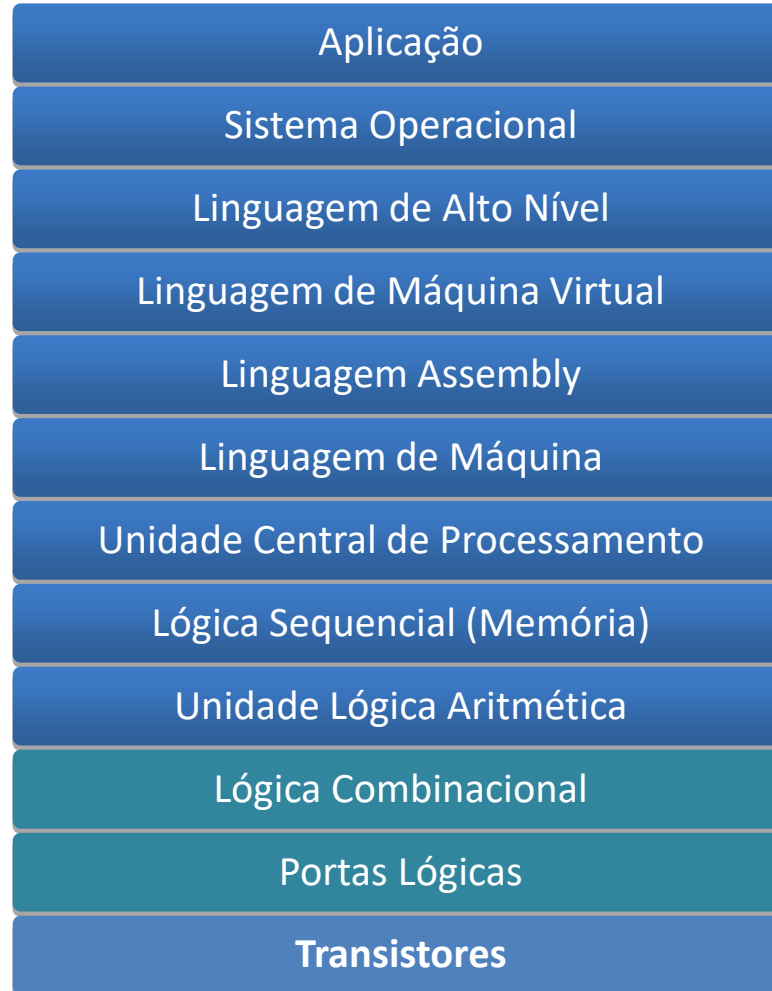 Aplicação
Sistema Operacional
Linguagem de Alto Nível
Linguagem de Máquina Virtual
Linguagem Assembly
Linguagem de Máquina
Unidade Central de Processamento
Lógica Sequencial (Memória)
Unidade Lógica Aritmética
Lógica Combinacional
Portas Lógicas
Transistores